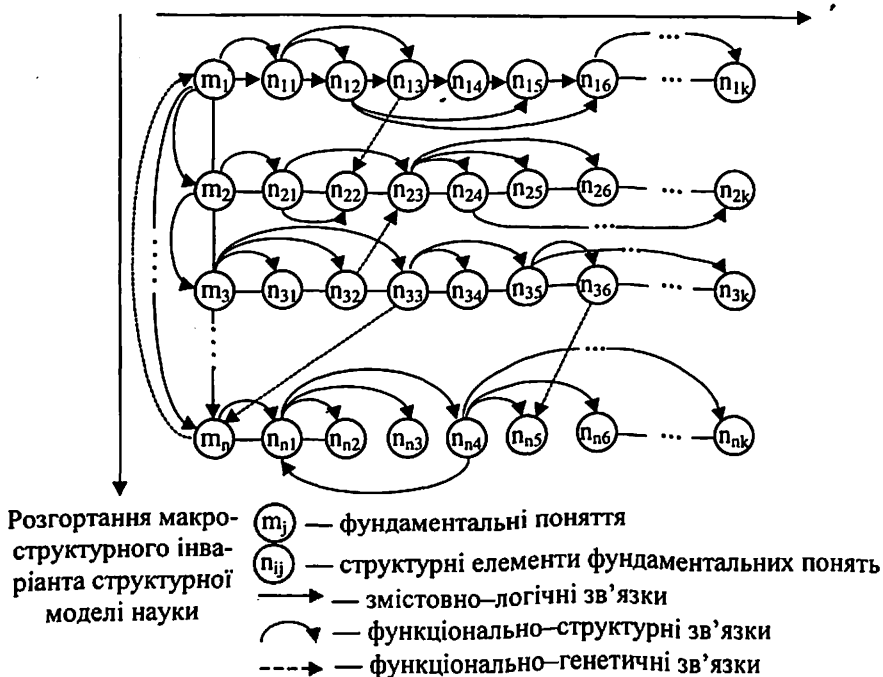 ...
m₁ n₁₁ n₁₂ n₁₃ n₁₄ n₁₅ n₁₆ ... n₁ₖ
m₂ n₂₁ n₂₂ n₂₃ n₂₄ n₂₅ n₂₆ ... n₂ₖ
...
...
m₃ n₃₁ n₃₂ n₃₃ n₃₄ n₃₅ n₃₆ ... n₃ₖ
...
mₙ nₙ₁ nₙ₂ nₙ₃ nₙ₄ nₙ₅ nₙ₆ ... nₙₖ
Розгортання макро-
структурного інва-
ріанта структурної
моделі науки
mⱼ — фундаментальні поняття
nᵢⱼ — структурні елементи фундаментальних понять
— змістовно–логічні зв’язки
— функціонально–структурні зв’язки
— функціонально–генетичні зв’язки